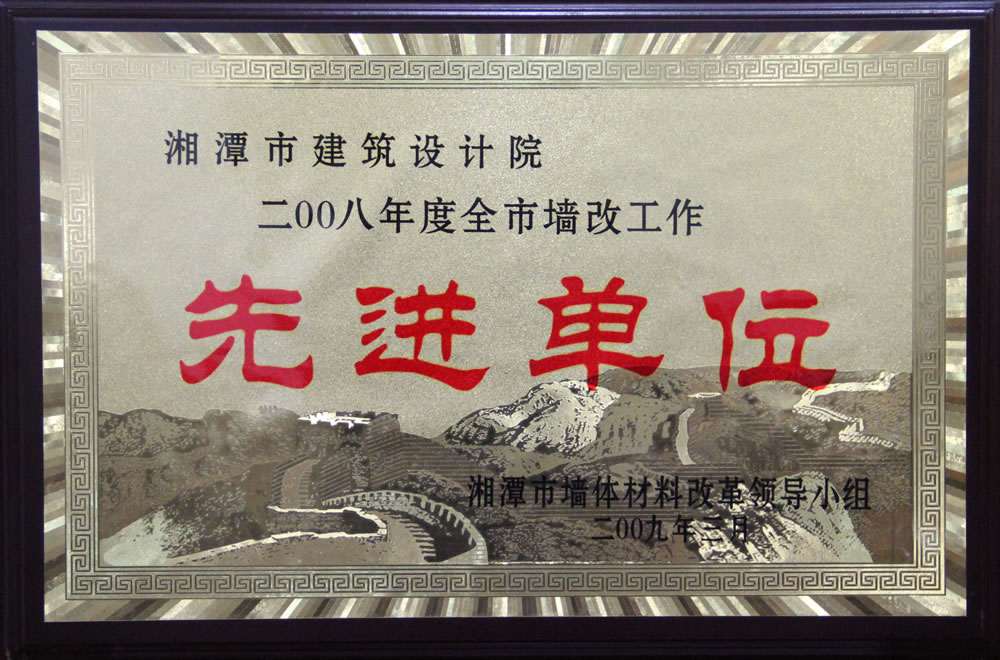 湘潭市建筑设计院
二00八年度全市墙改工作
先进单位
湘潭市墙体材料改革领导小组
二00九年三月